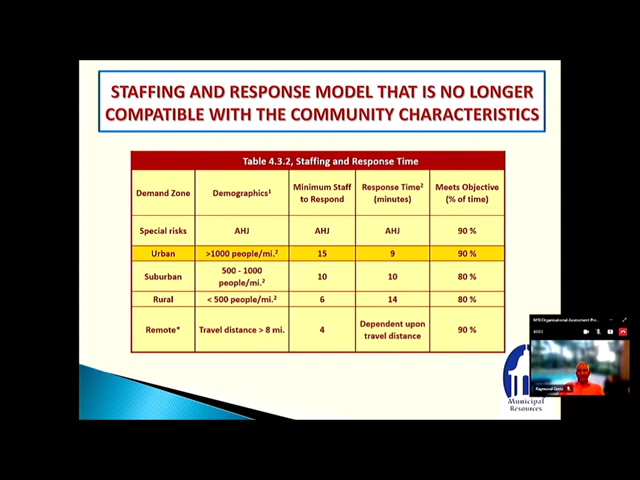 STAFFING AND RESPONSE MODEL THAT IS NO LONGER
COMPATIBLE WITH THE COMMUNITY CHARACTERISTICS
Table 4.3.2, Staffing and Response Time
Demand Zone Demographics¹ Minimum Staff to Respond Response Time² (minutes) Meets Objective (% of time)
Special risks AHJ AHJ AHJ 90 %
Urban >1000 people/mi.² 15 9 90 %
Suburban 500 - 1000 people/mi.² 10 10 80 %
Rural < 500 people/mi.² 6 14 80 %
Remote* Travel distance > 8 mi. 4 Dependent upon travel distance 90 %
Municipal
Resources
Organizational Assessment
Raymond